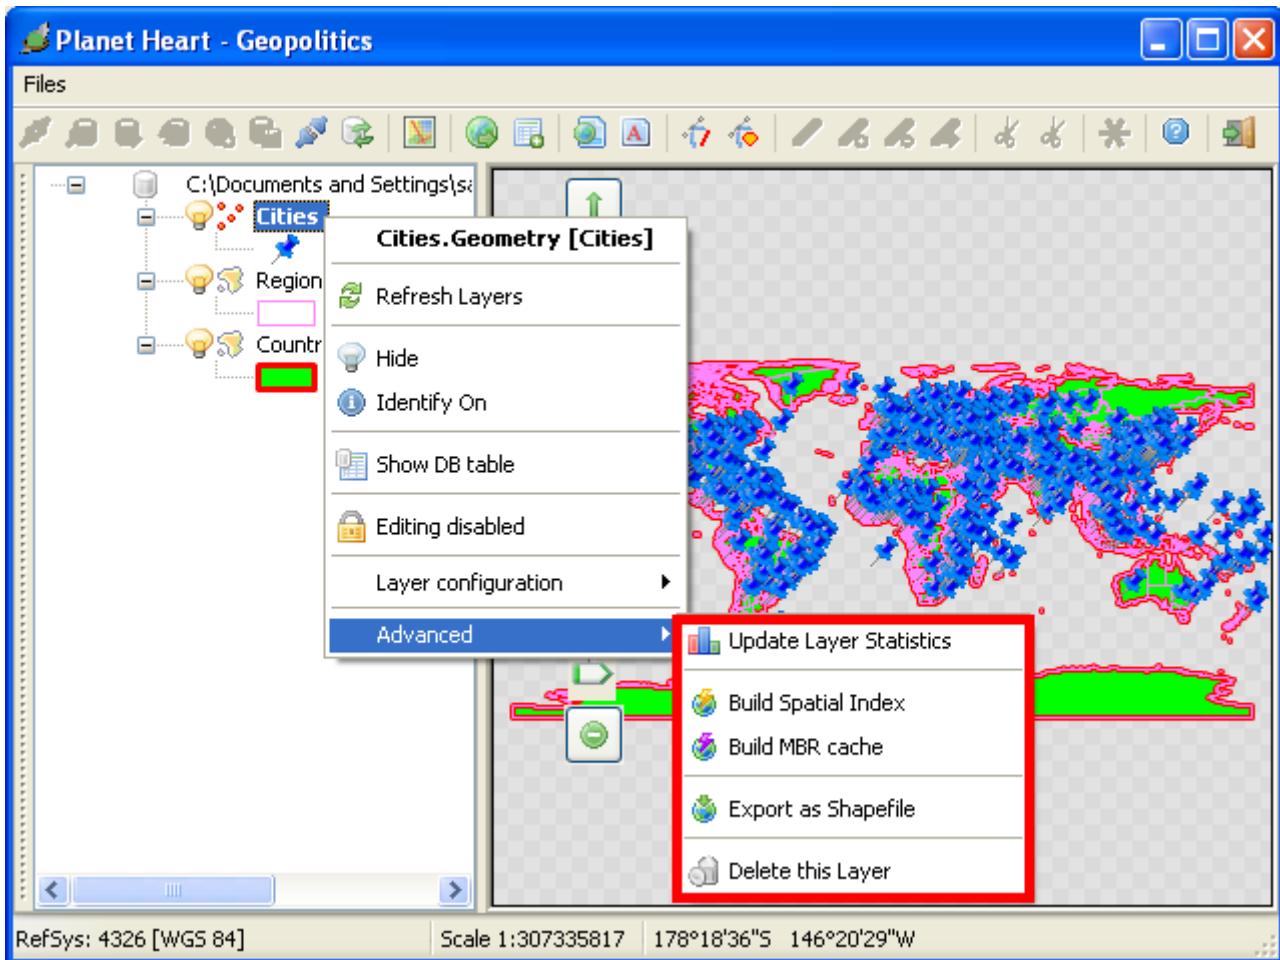 Planet Heart - Geopolitics
Files
C:\Documents and Settings\sa
Cities
Region
Countr
Cities.Geometry [Cities]
Refresh Layers
Hide
Identify On
Show DB table
Editing disabled
Layer configuration
Advanced
Update Layer Statistics
Build Spatial Index
Build MBR cache
Export as Shapefile
Delete this Layer
RefSys: 4326 [WGS 84]
Scale 1:307335817
178°18'36"S 146°20'29"W